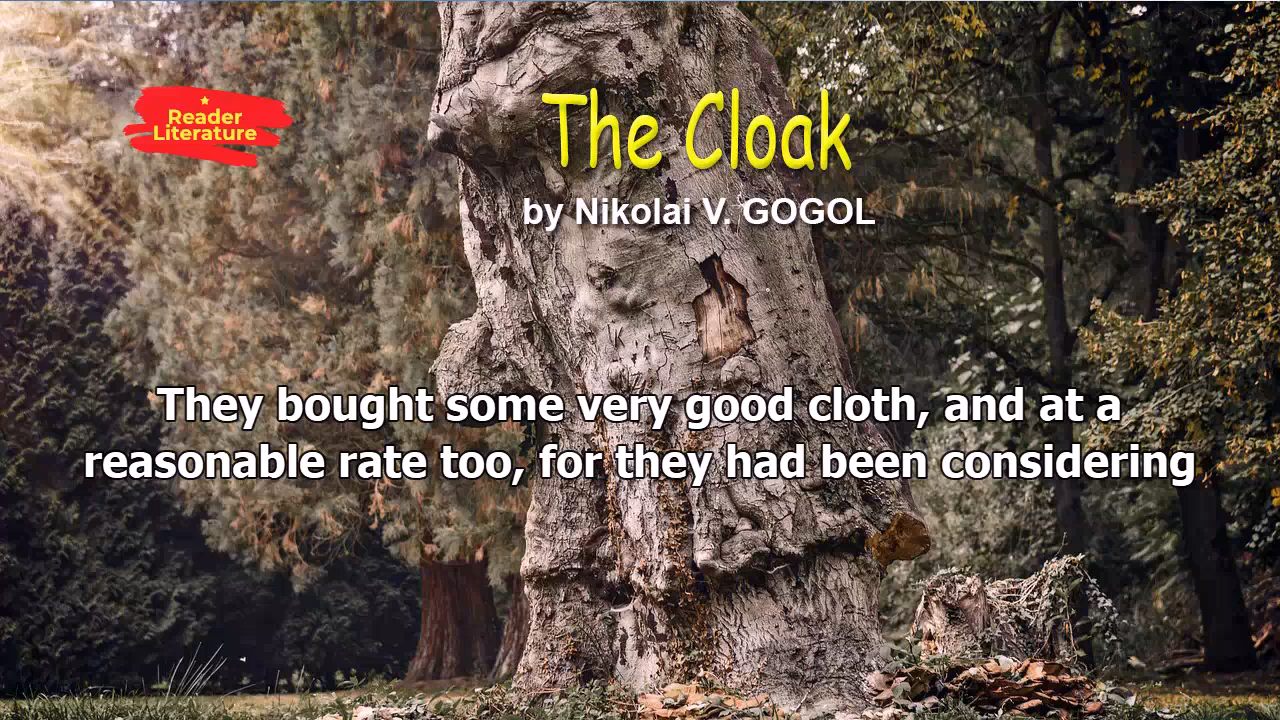 Reader
Literature
The Cloak
by Nikolai V. GOGOL
They bought some very good cloth, and at a
reasonable rate too, for they had been considering